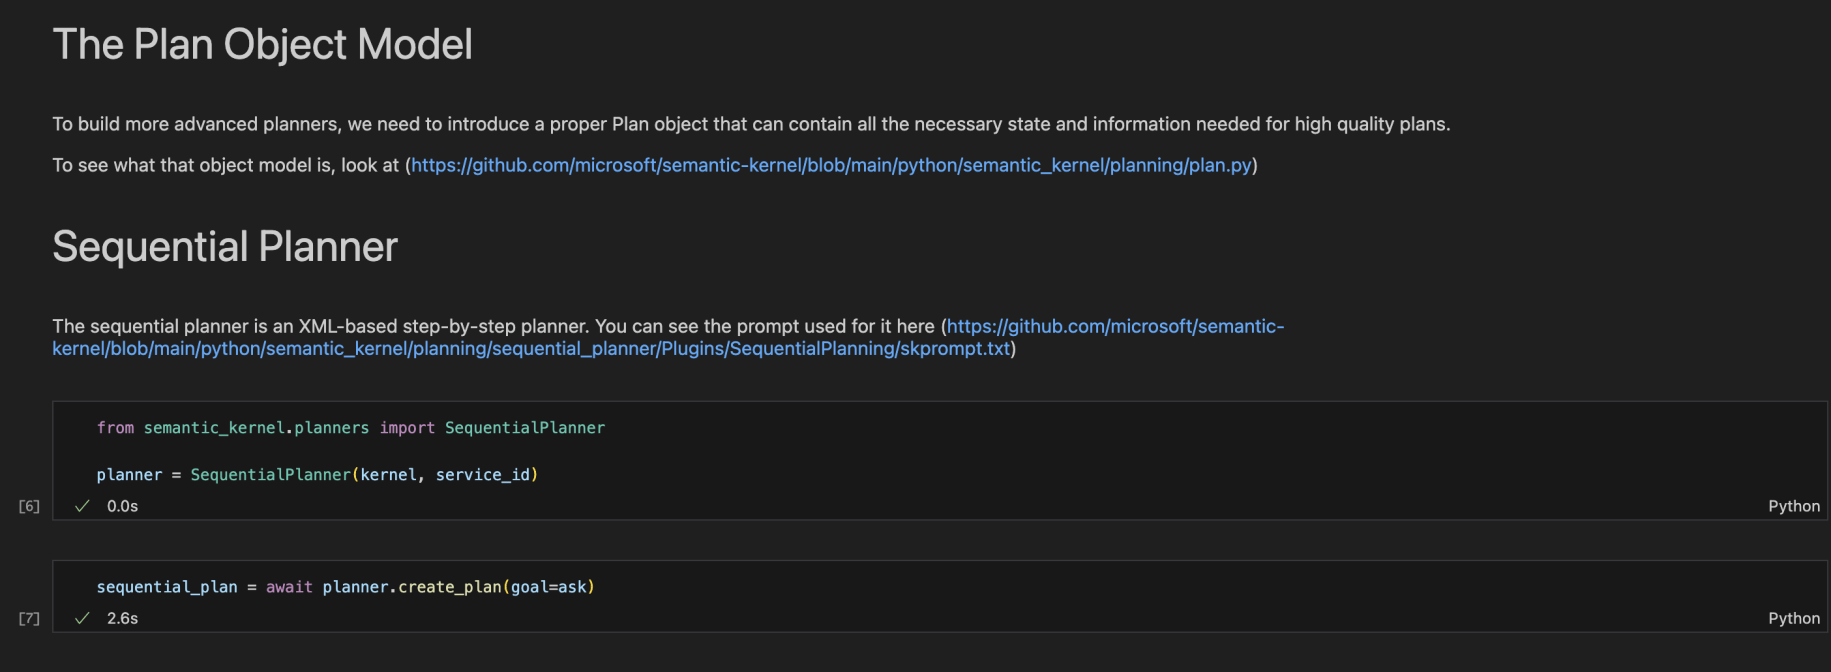 The Plan Object Model
To build more advanced planners, we need to introduce a proper Plan object that can contain all the necessary state and information needed for high quality plans.
To see what that object model is, look at (https://github.com/microsoft/semantic-kernel/blob/main/python/semantic_kernel/planning/plan.py)
Sequential Planner
The sequential planner is an XML-based step-by-step planner. You can see the prompt used for it here (https://github.com/microsoft/semantic-
kernel/blob/main/python/semantic_kernel/planning/sequential_planner/Plugins/SequentialPlanning/skprompt.txt)
from semantic_kernel.planners import SequentialPlanner
planner = SequentialPlanner(kernel, service_id)
[6] ✓ 0.0s Python
sequential_plan = await planner.create_plan(goal=ask)
[7] ✓ 2.6s Python